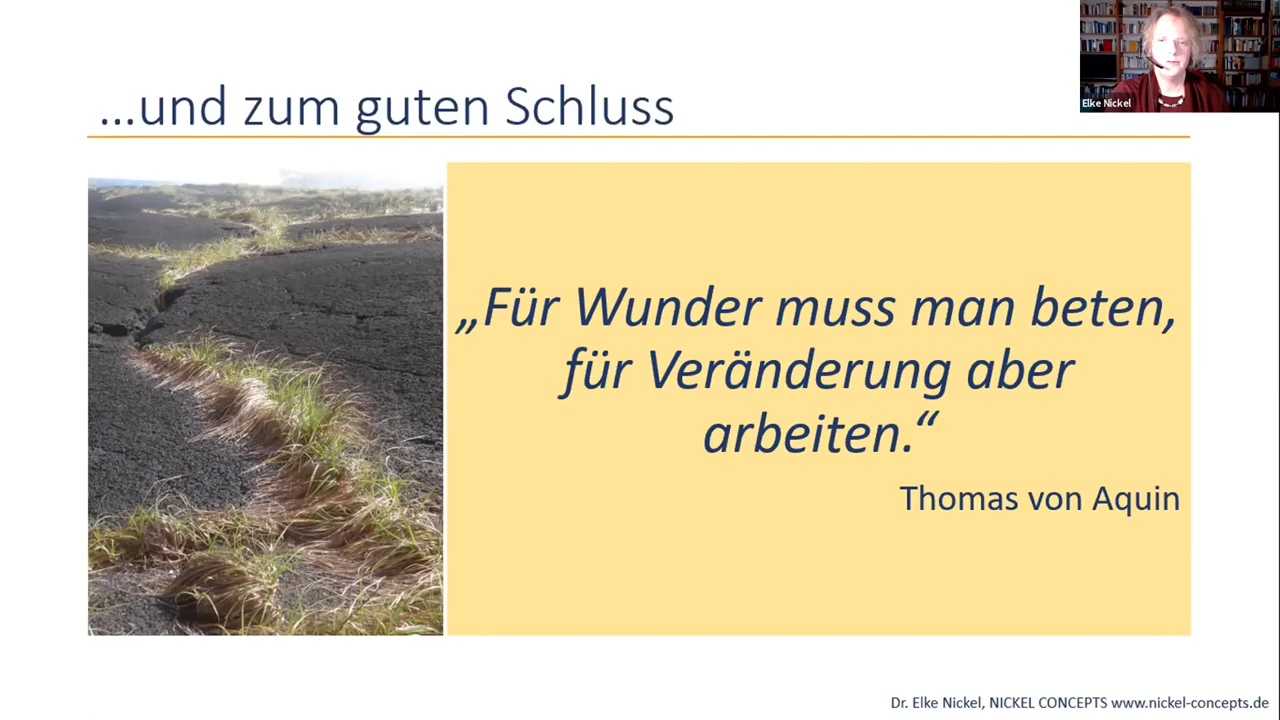 ...und zum guten Schluss
Elke Nickel
„Für Wunder muss man beten,
für Veränderung aber
arbeiten.“
Thomas von Aquin
Dr. Elke Nickel, NICKEL CONCEPTS www.nickel-concepts.de